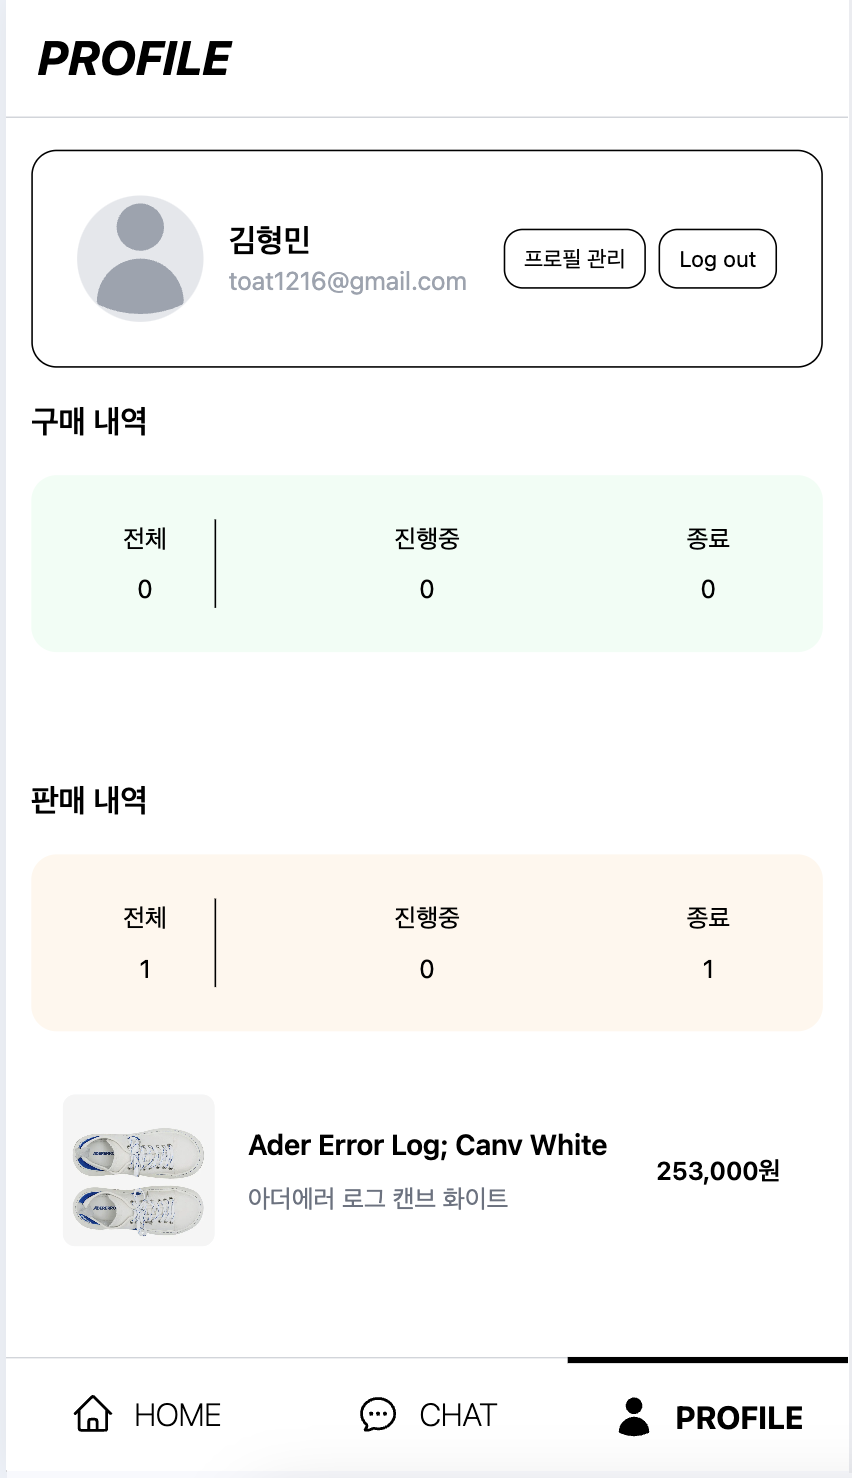 PROFILE
김형민
toat1216@gmail.com
프로필 관리
Log out
구매 내역
전체 진행중 종료
0 0 0
판매 내역
전체 진행중 종료
1 0 1
Ader Error Log; Canv White
아더에러 로그 캔브 화이트
253,000원
HOME CHAT PROFILE